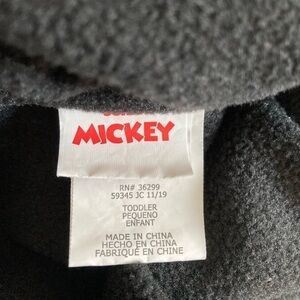 MICKEY
RN# 36299
59345 JC 11/19
TODDLER
PEQUENO
ENFANT
MADE IN CHINA
HECHO EN CHINA
FABRIQUÉ EN CHINE